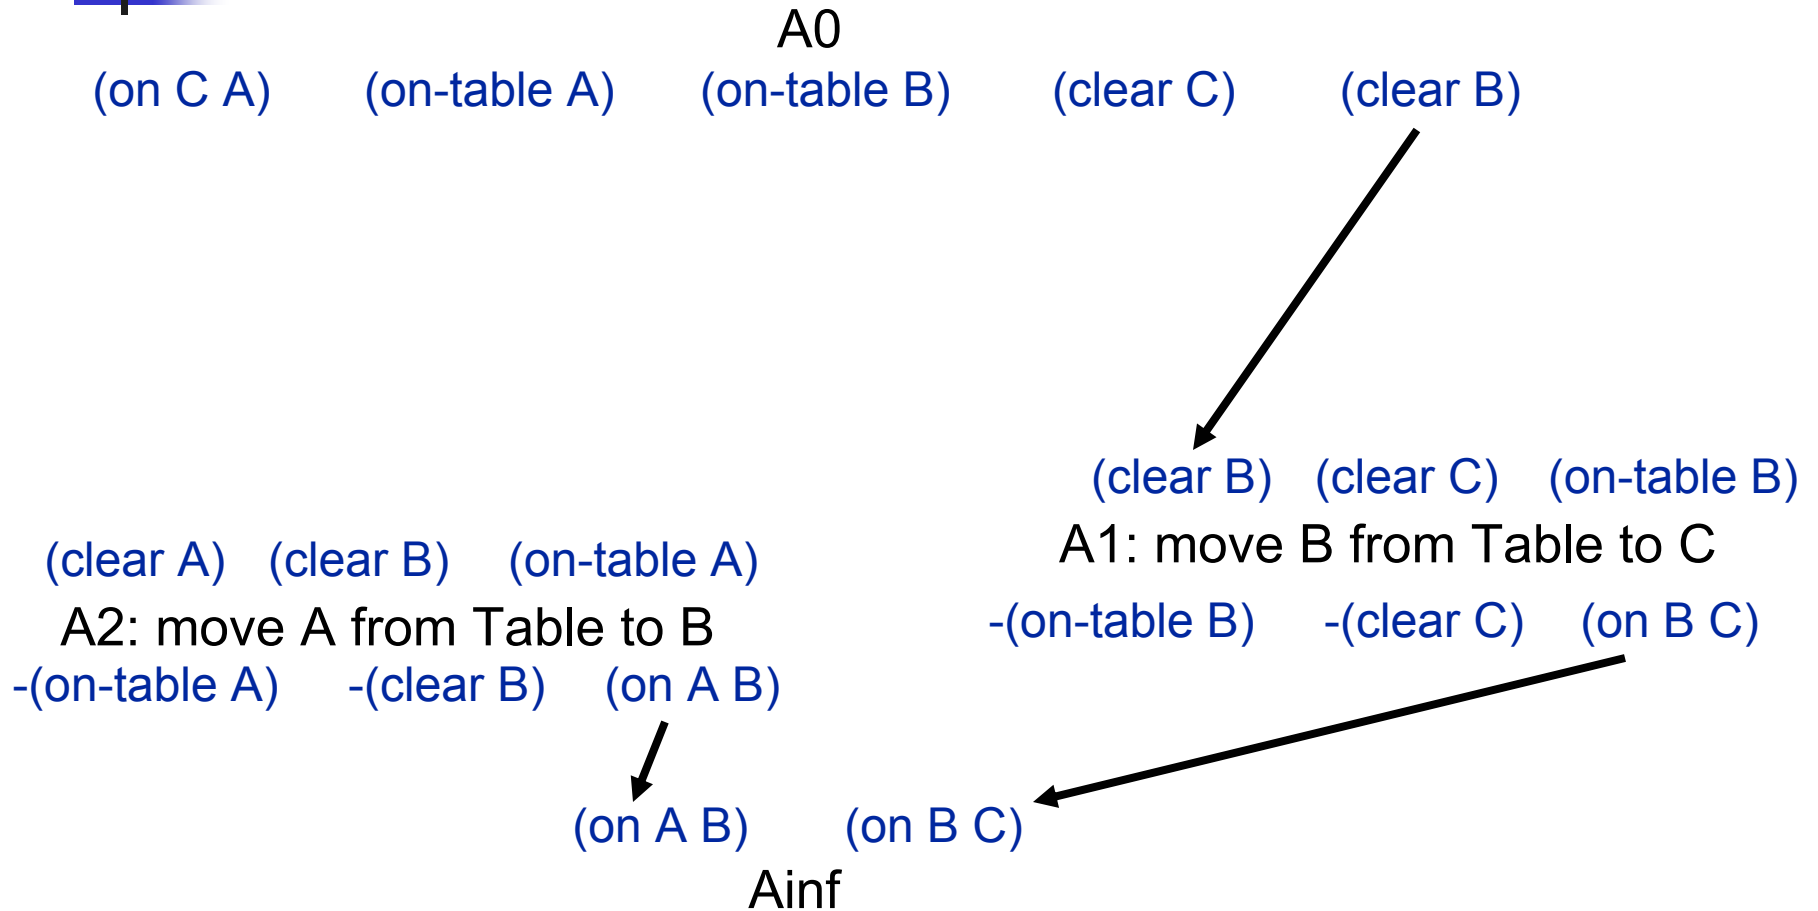 A0
(on C A) (on-table A) (on-table B) (clear C) (clear B)
(clear B) (clear C) (on-table B)
A1: move B from Table to C
-(on-table B) -(clear C) (on B C)
(clear A) (clear B) (on-table A)
A2: move A from Table to B
-(on-table A) -(clear B) (on A B)
(on A B) (on B C)
Ainf